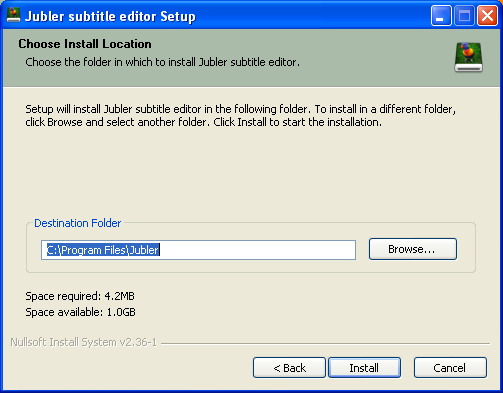 Jubler subtitle editor Setup
Choose Install Location
Choose the folder in which to install Jubler subtitle editor.
Setup will install Jubler subtitle editor in the following folder. To install in a different folder,
click Browse and select another folder. Click Install to start the installation.
Destination Folder
C:\Program Files\Jubler
Browse...
Space required: 4.2MB
Space available: 1.0GB
Nullsoft Install System v2.36-1
< Back
Install
Cancel